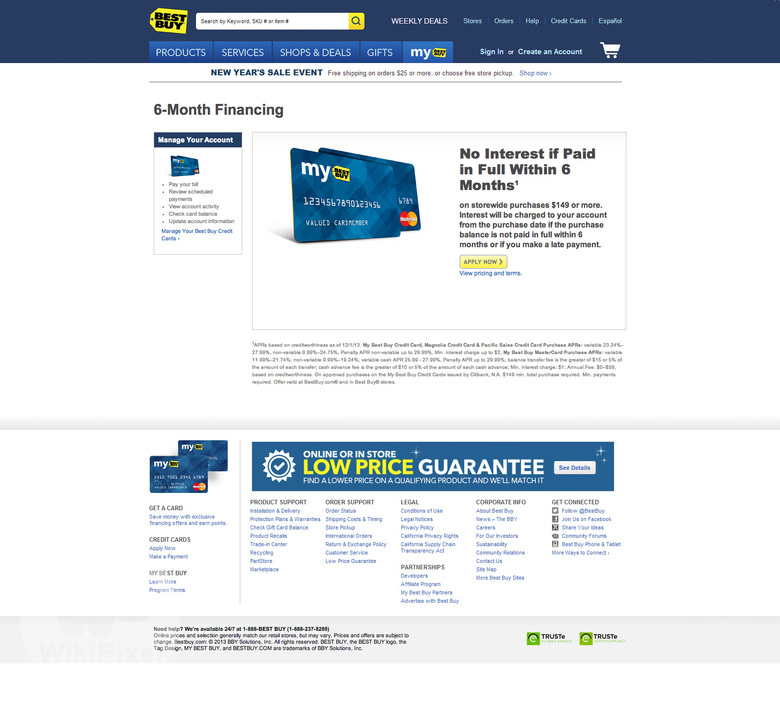 BEST BUY
Search by Keyword, SKU # or Item #
WEEKLY DEALS
Stores
Orders
Help
Credit Cards
Español
PRODUCTS
SERVICES
SHOPS & DEALS
GIFTS
my BEST BUY
Sign In or Create an Account
NEW YEAR'S SALE EVENT Free shipping on orders $25 or more, or choose free store pickup. Shop now ›
6-Month Financing
Manage Your Account
Pay your bill
Review scheduled
payments
View account activity
Check card balance
Update account information
Manage Your Best Buy Credit
Cards ›
my BEST BUY
1234567890123456 6789
VALUED CARDMEMBER
MasterCard
No Interest if Paid
in Full Within 6
Months¹
on storewide purchases $149 or more.
Interest will be charged to your account
from the purchase date if the purchase
balance is not paid in full within 6
months or if you make a late payment.
APPLY NOW ❯
View pricing and terms.
¹APRs based on creditworthiness as of 12/1/13. My Best Buy Credit Card, Magnolia Credit Card & Pacific Sales Credit Card Purchase APRs: variable 23.24%–
27.99%, non-variable 9.99%–24.75%, Penalty APR non-variable up to 29.99%, Min. interest charge up to $2; My Best Buy MasterCard Purchase APRs: variable
11.99%–21.74%; non-variable 9.99%–19.24%, variable cash APR 25.99 - 27.99%, Penalty APR up to 29.99%; balance transfer fee is the greater of $15 or 5% of
the amount of each transfer; cash advance fee is the greater of $10 or 5% of the amount of each cash advance; Min. interest charge: $1; Annual Fee: $0–$59,
based on creditworthiness. On approved purchases on the My Best Buy Credit Cards issued by Citibank, N.A. $149 min. total purchase required. Min. payments
required. Offer valid at BestBuy.com® and in Best Buy® stores.
my BEST BUY
my BEST BUY
VALUED CARDMEMBER
GET A CARD
Save money with exclusive
financing offers and earn points.
CREDIT CARDS
Apply Now
Make a Payment
MY BEST BUY
Learn More
Program Terms
ONLINE OR IN STORE
LOW PRICE GUARANTEE
FIND A LOWER PRICE ON A QUALIFYING PRODUCT AND WE'LL MATCH IT
See Details
PRODUCT SUPPORT
Installation & Delivery
Protection Plans & Warranties
Check Gift Card Balance
Product Recalls
Trade-in Center
Recycling
PartStore
Marketplace
ORDER SUPPORT
Order Status
Shipping Costs & Timing
Store Pickup
International Orders
Return & Exchange Policy
Customer Service
Low Price Guarantee
LEGAL
Conditions of Use
Legal Notices
Privacy Policy
California Privacy Rights
California Supply Chain
Transparency Act
PARTNERSHIPS
Developers
Affiliate Program
My Best Buy Partners
Advertise with Best Buy
CORPORATE INFO
About Best Buy
News – The BBY
Careers
For Our Investors
Sustainability
Community Relations
Contact Us
Site Map
More Best Buy Sites
GET CONNECTED
Follow @BestBuy
Join Us on Facebook
Share Your Ideas
Community Forums
Best Buy Phone & Tablet
More Ways to Connect ›
Need help? We're available 24/7 at 1-888-BEST BUY (1-888-237-8289)
Online prices and selection generally match our retail stores, but may vary. Prices and offers are subject to
change. Bestbuy.com: © 2013 BBY Solutions, Inc. All rights reserved. BEST BUY, the BEST BUY logo, the
Tag Design, MY BEST BUY, and BESTBUY.COM are trademarks of BBY Solutions, Inc.
TRUSTe
TRUSTe
WikiPixel